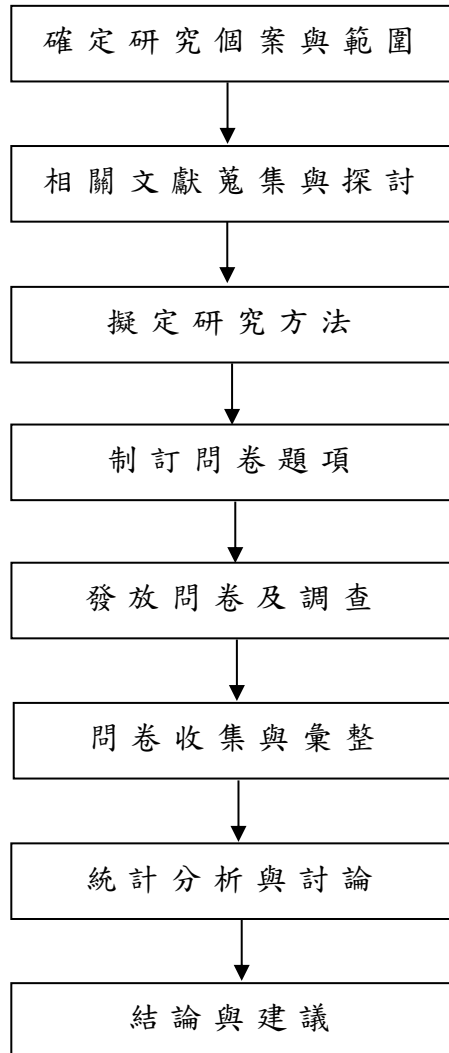 確定研究個案與範圍
相關文獻蒐集與探討
擬定研究方法
制訂問卷題項
發放問卷及調查
問卷收集與彙整
統計分析與討論
結論與建議